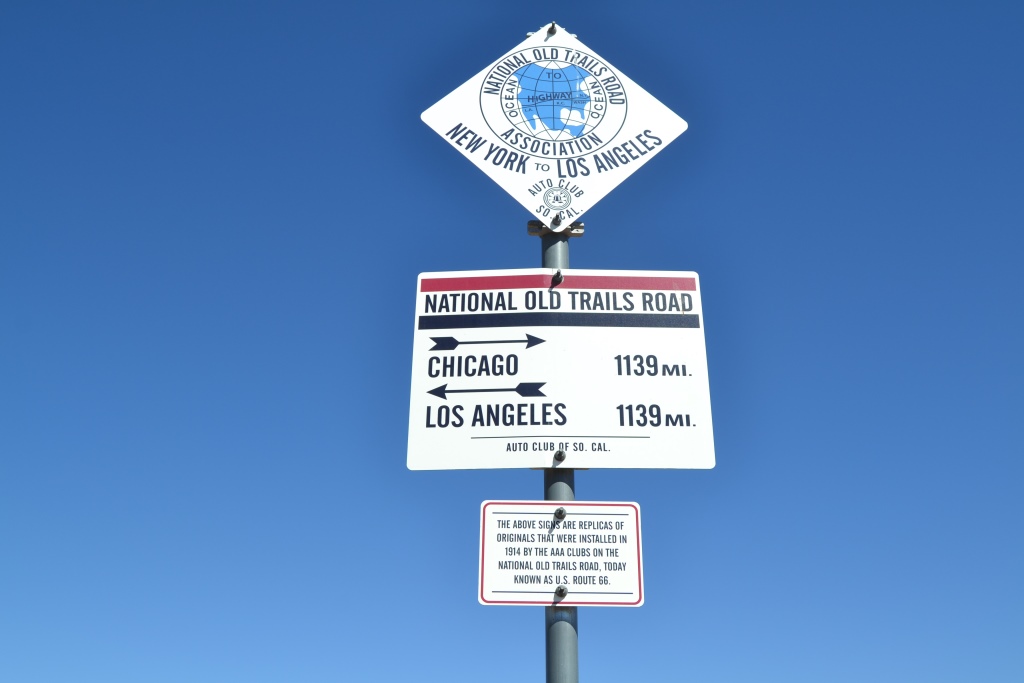 NATIONAL OLD TRAILS ROAD
TO
OCEAN HIGHWAY OCEAN
ASSOCIATION
NEW YORK TO LOS ANGELES
AUTO CLUB
SO. CAL.
NATIONAL OLD TRAILS ROAD
CHICAGO 1139 MI.
LOS ANGELES 1139 MI.
AUTO CLUB OF SO. CAL.
THE ABOVE SIGNS ARE REPLICAS OF
ORIGINALS THAT WERE INSTALLED IN
1914 BY THE AAA CLUBS ON THE
NATIONAL OLD TRAILS ROAD, TODAY
KNOWN AS U.S. ROUTE 66.